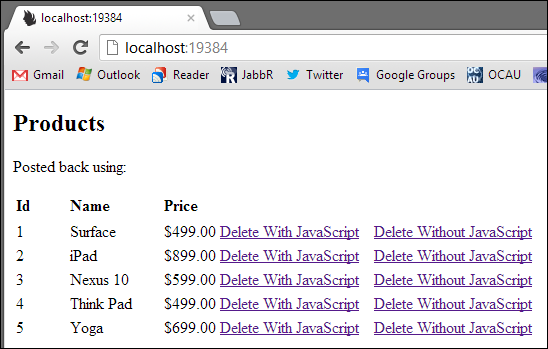 localhost:19384
localhost:19384
Gmail Outlook Reader JabbR Twitter Google Groups OCAU
Products
Posted back using:
Id Name Price
1 Surface $499.00 Delete With JavaScript Delete Without JavaScript
2 iPad $899.00 Delete With JavaScript Delete Without JavaScript
3 Nexus 10 $599.00 Delete With JavaScript Delete Without JavaScript
4 Think Pad $499.00 Delete With JavaScript Delete Without JavaScript
5 Yoga $699.00 Delete With JavaScript Delete Without JavaScript